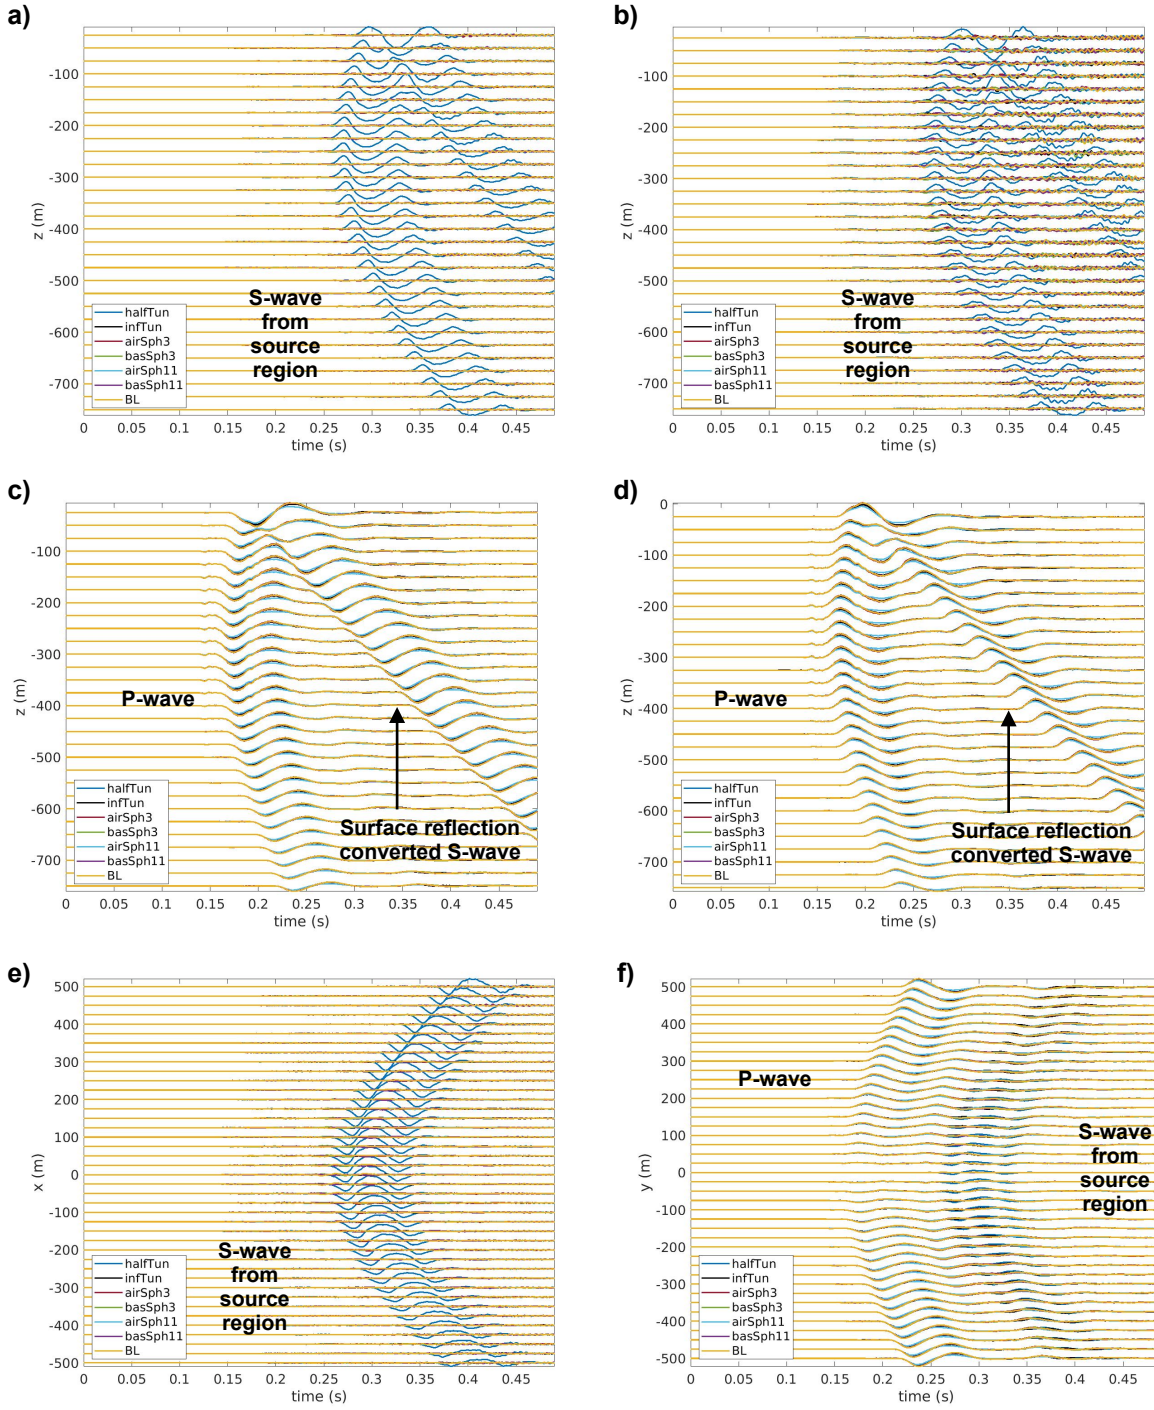 a)
z (m)
-100
-200
-300
-400
-500
-600
-700
S-wave
from
source
region
halfTun
infTun
airSph3
basSph3
airSph11
basSph11
BL
0 0.05 0.1 0.15 0.2 0.25 0.3 0.35 0.4 0.45
time (s)
b)
z (m)
-100
-200
-300
-400
-500
-600
-700
S-wave
from
source
region
halfTun
infTun
airSph3
basSph3
airSph11
basSph11
BL
0 0.05 0.1 0.15 0.2 0.25 0.3 0.35 0.4 0.45
time (s)
c)
z (m)
-100
-200
-300
-400
-500
-600
-700
P-wave
Surface reflection
converted S-wave
halfTun
infTun
airSph3
basSph3
airSph11
basSph11
BL
0 0.05 0.1 0.15 0.2 0.25 0.3 0.35 0.4 0.45
time (s)
d)
z (m)
0
-100
-200
-300
-400
-500
-600
-700
P-wave
Surface reflection
converted S-wave
halfTun
infTun
airSph3
basSph3
airSph11
basSph11
BL
0 0.05 0.1 0.15 0.2 0.25 0.3 0.35 0.4 0.45
time (s)
e)
x (m)
500
400
300
200
100
0
-100
-200
-300
-400
-500
S-wave
from
source
region
halfTun
infTun
airSph3
basSph3
airSph11
basSph11
BL
0 0.05 0.1 0.15 0.2 0.25 0.3 0.35 0.4 0.45
time (s)
f)
y (m)
500
400
300
200
100
0
-100
-200
-300
-400
-500
P-wave
S-wave
from
source
region
halfTun
infTun
airSph3
basSph3
airSph11
basSph11
BL
0 0.05 0.1 0.15 0.2 0.25 0.3 0.35 0.4 0.45
time (s)